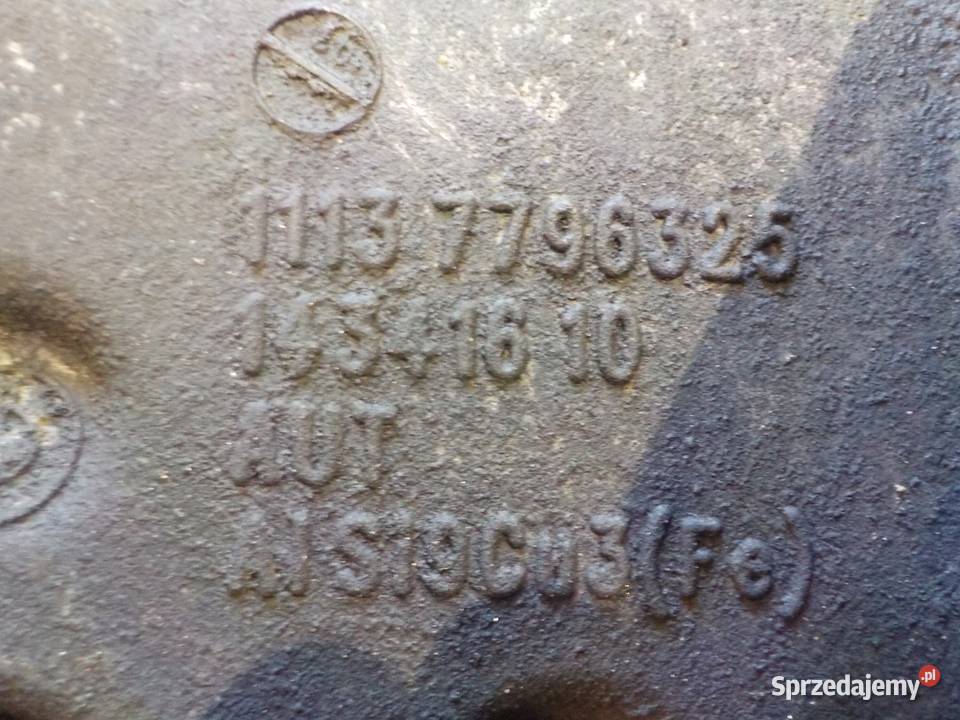 1113 7796325
1434 16 10
AUT
AlSi9Cu3(Fe)
Sprzedajemy.pl